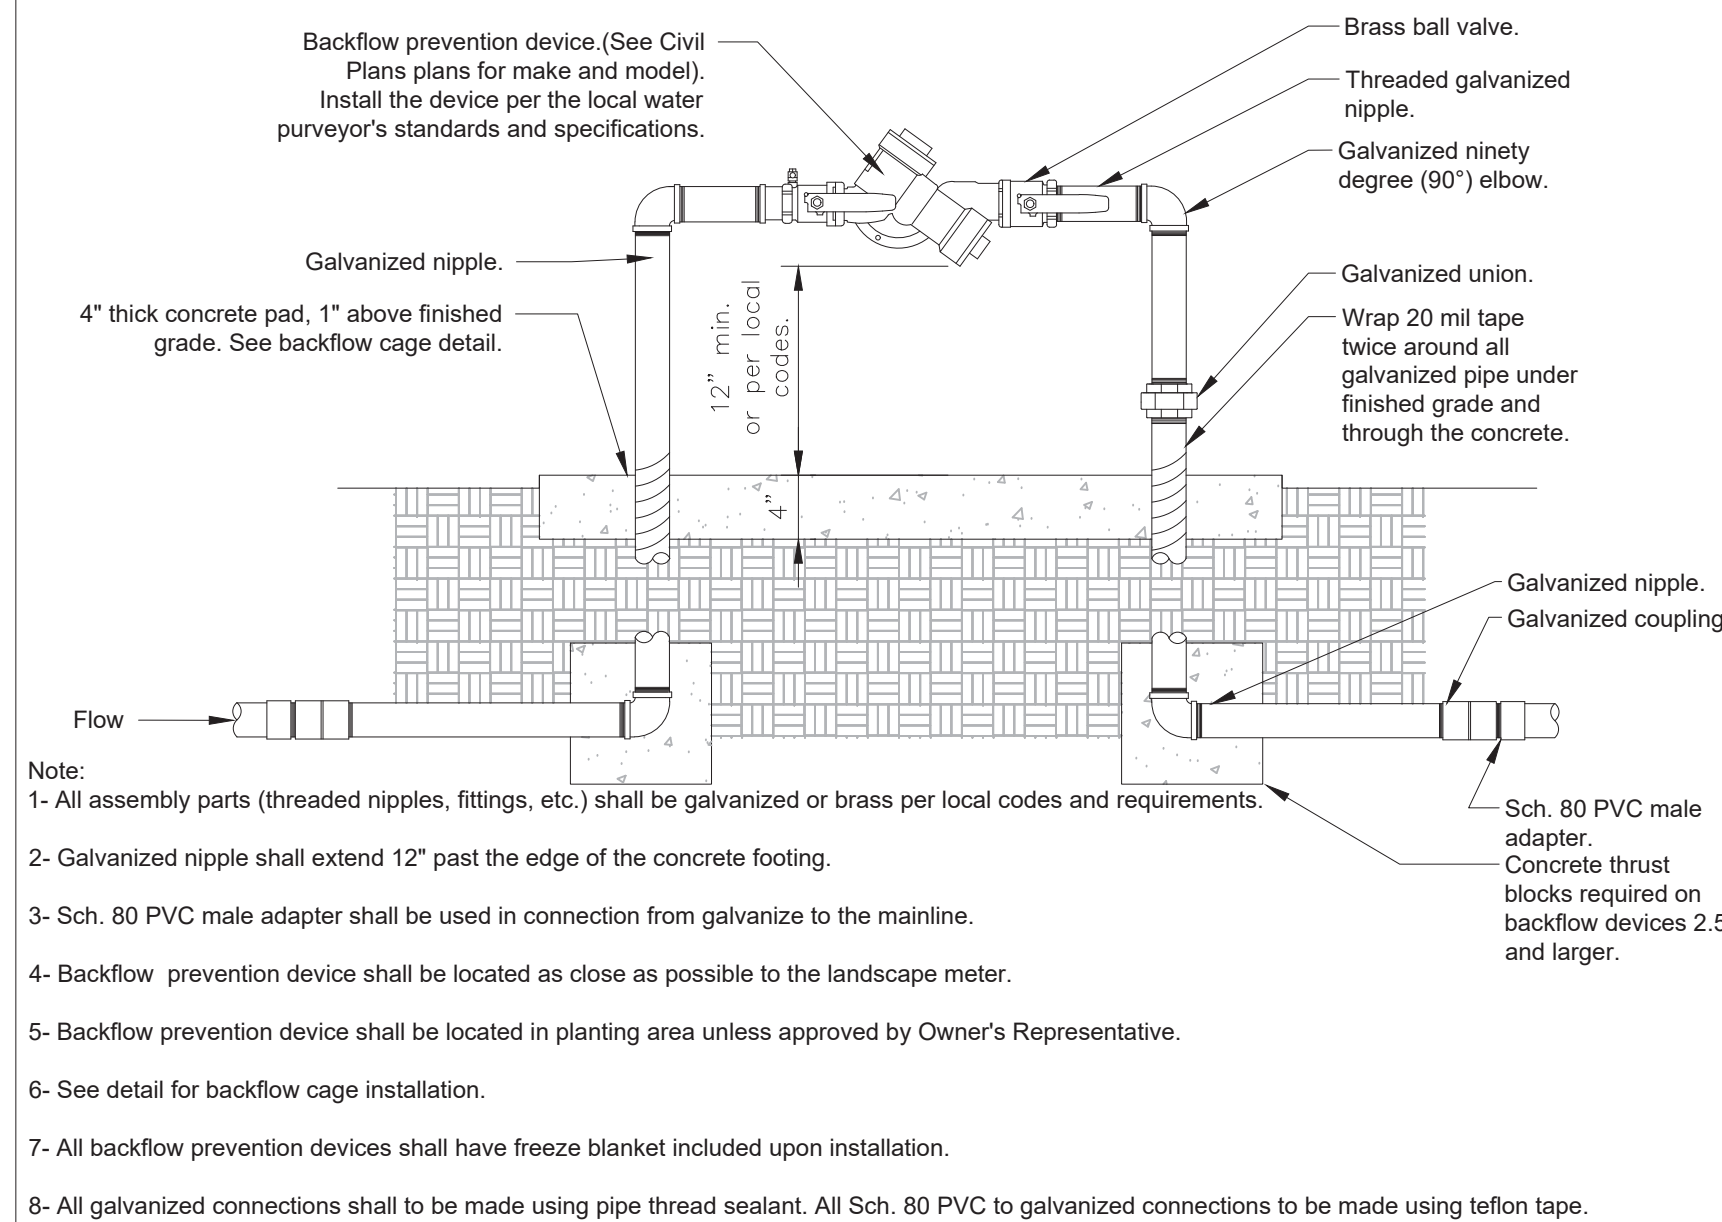 Backflow prevention device.(See Civil
Plans plans for make and model).
Install the device per the local water
purveyor's standards and specifications.
Brass ball valve.
Threaded galvanized
nipple.
Galvanized ninety
degree (90°) elbow.
Galvanized nipple.
4" thick concrete pad, 1" above finished
grade. See backflow cage detail.
12” min.
or per local
codes.
4”
Galvanized union.
Wrap 20 mil tape
twice around all
galvanized pipe under
finished grade and
through the concrete.
Galvanized nipple.
Galvanized coupling
Flow
Sch. 80 PVC male
adapter.
Concrete thrust
blocks required on
backflow devices 2.5
and larger.
Note:
1- All assembly parts (threaded nipples, fittings, etc.) shall be galvanized or brass per local codes and requirements.
2- Galvanized nipple shall extend 12" past the edge of the concrete footing.
3- Sch. 80 PVC male adapter shall be used in connection from galvanize to the mainline.
4- Backflow  prevention device shall be located as close as possible to the landscape meter.
5- Backflow prevention device shall be located in planting area unless approved by Owner's Representative.
6- See detail for backflow cage installation.
7- All backflow prevention devices shall have freeze blanket included upon installation.
8- All galvanized connections shall to be made using pipe thread sealant. All Sch. 80 PVC to galvanized connections to be made using teflon tape.